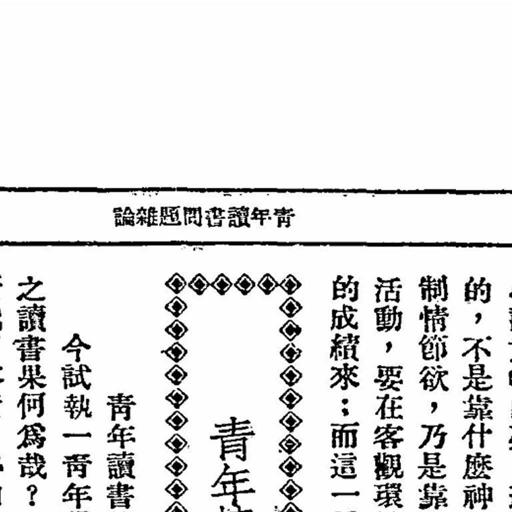 青年讀書問題雜論
的，不是靠什麼神
制情節欲，乃是靠
活動，要在客觀環
的成績來；而這一
青年
青年讀書
今試執一青年
之讀書果何爲哉？